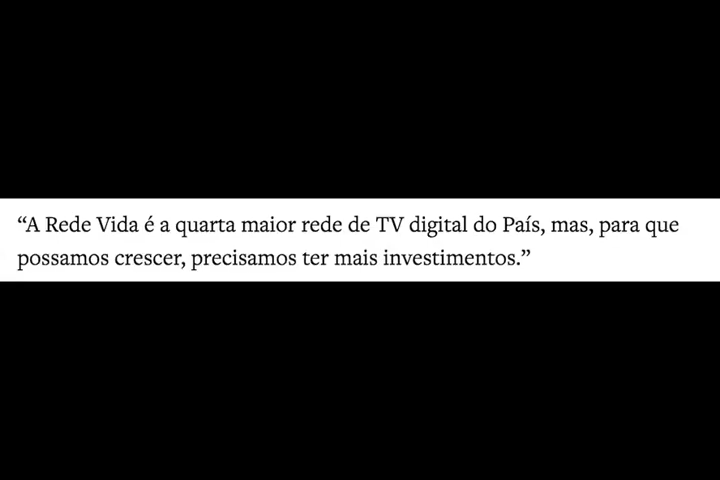 “A Rede Vida é a quarta maior rede de TV digital do País, mas, para que
possamos crescer, precisamos ter mais investimentos.”